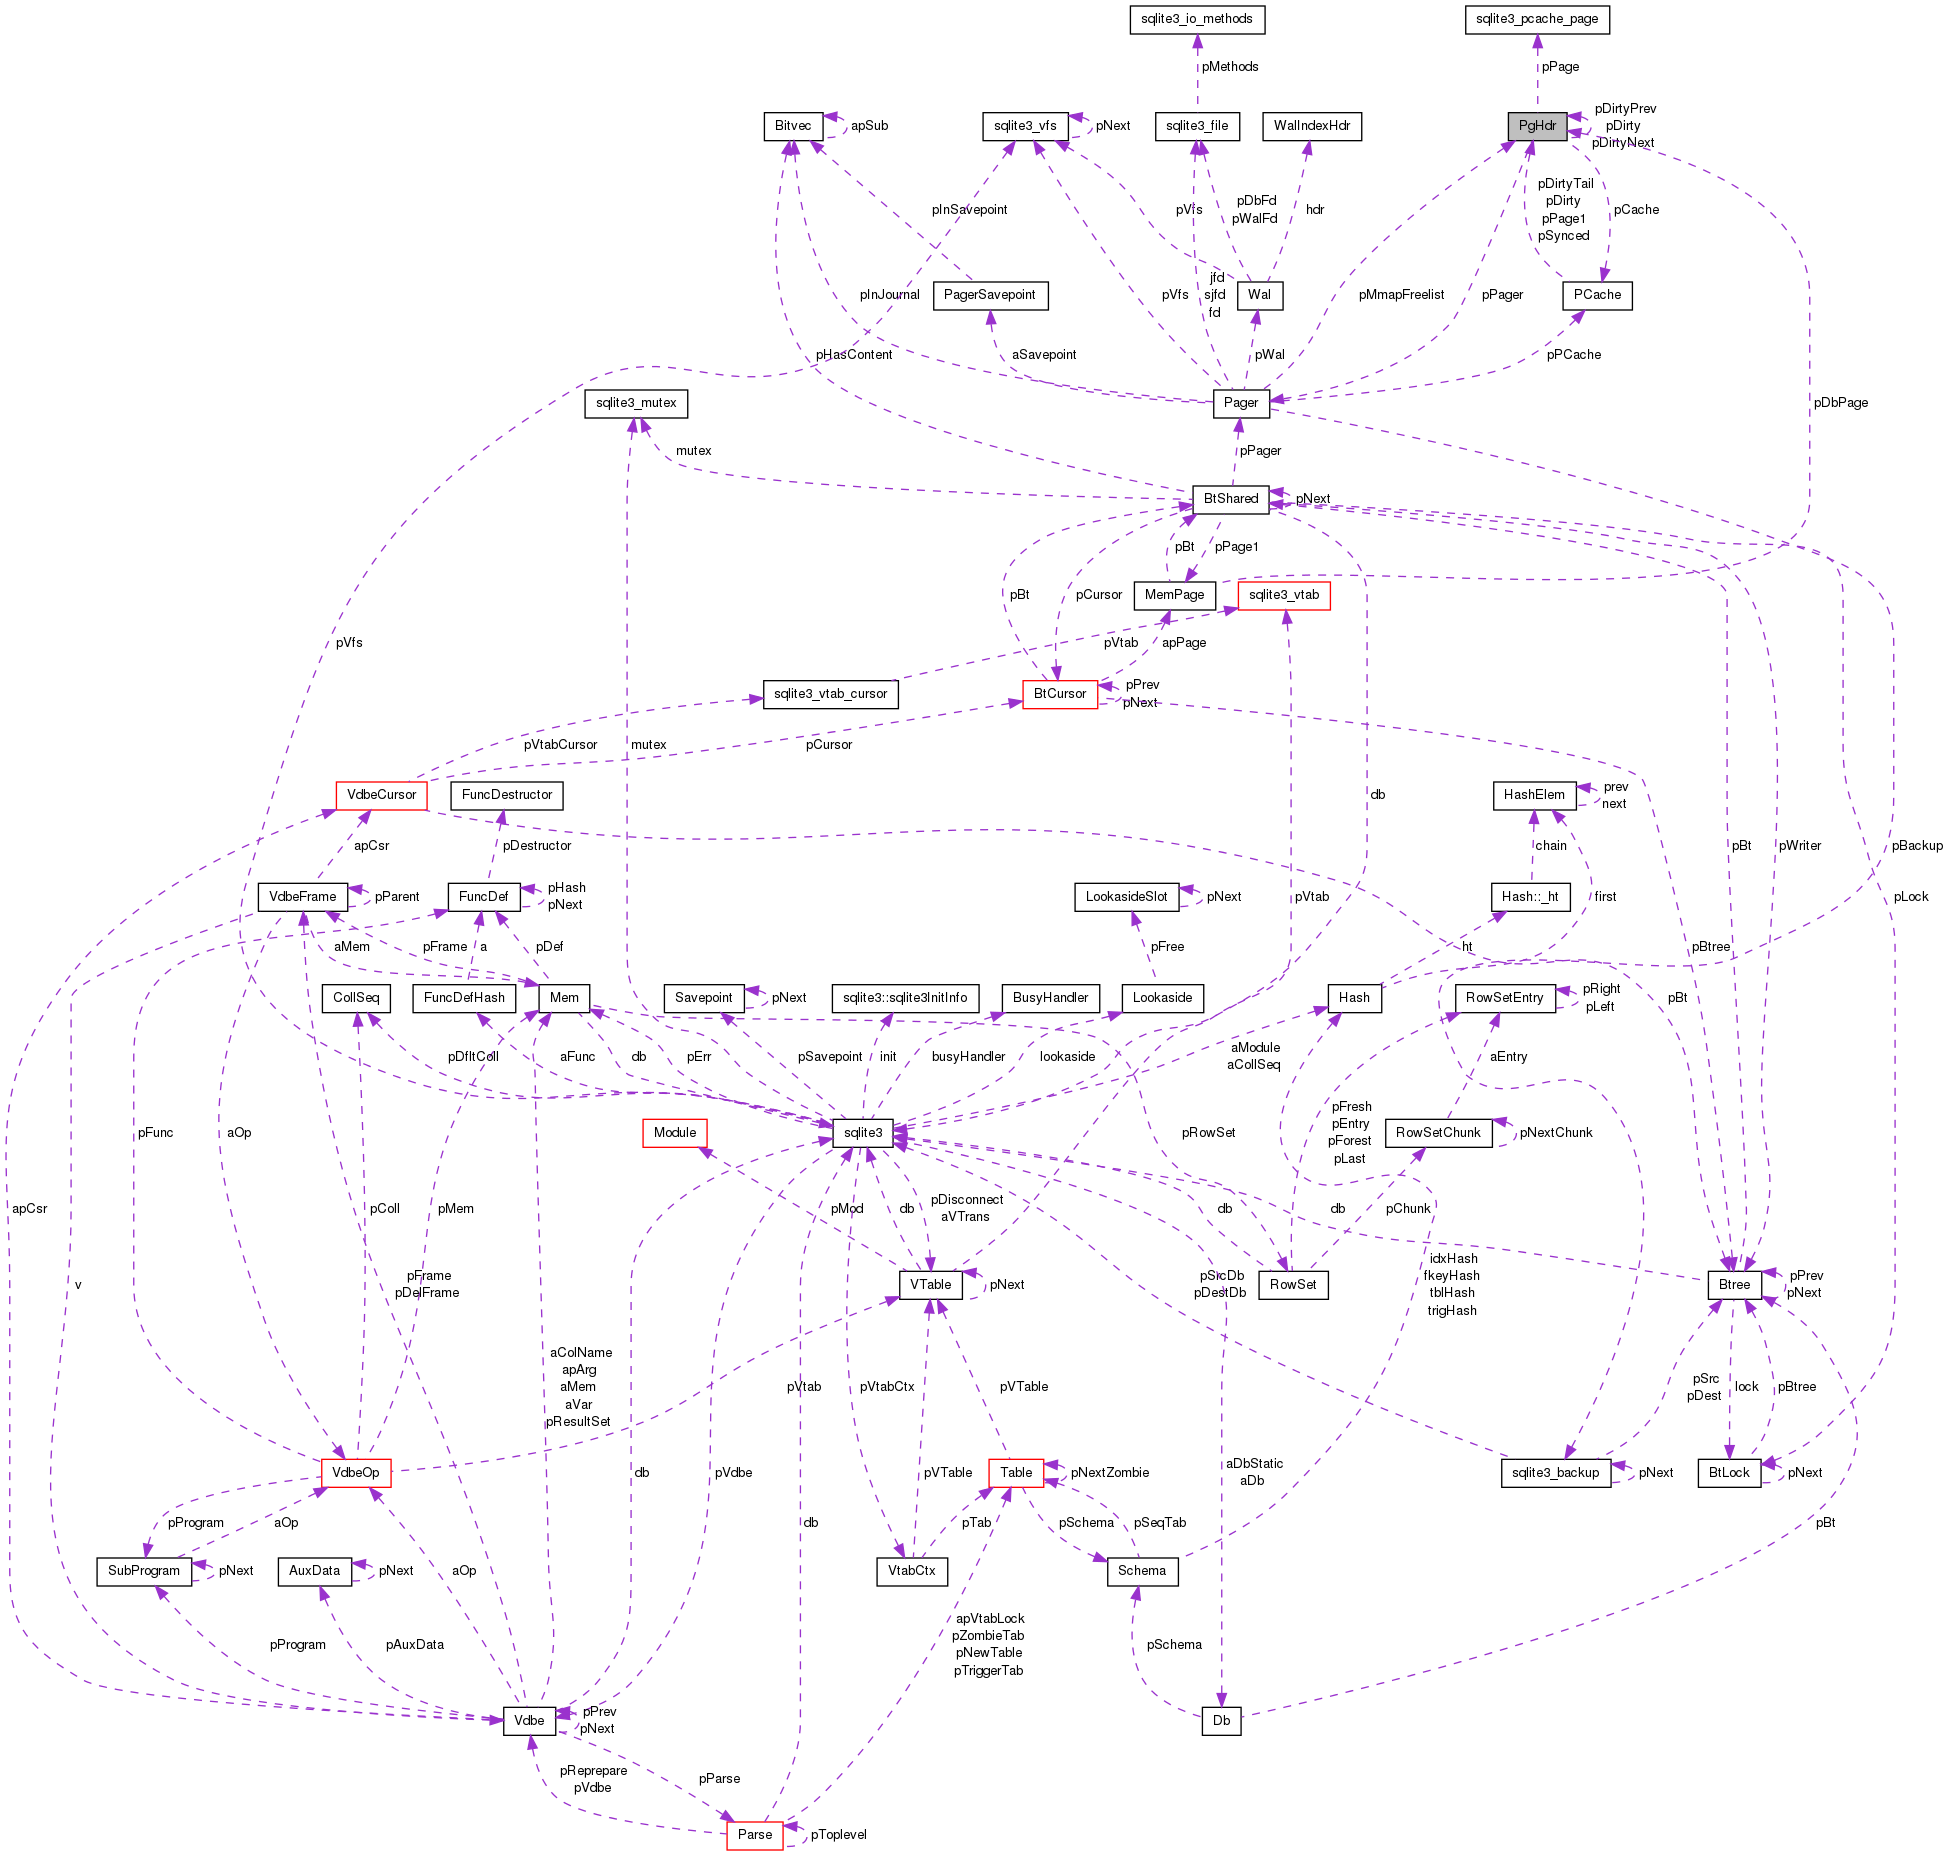 sqlite3_io_methods
sqlite3_pcache_page
pMethods
pPage
Bitvec
apSub
sqlite3_vfs
pNext
sqlite3_file
WalIndexHdr
PgHdr
pDirtyPrev
pDirty
pDirtyNext
pInSavepoint
pVfs
pDbFd
pWalFd
hdr
pDirtyTail
pDirty
pPage1
pSynced
pCache
PagerSavepoint
pInJournal
pVfs
jfd
sjfd
fd
Wal
pMmapFreelist
pPager
PCache
pHasContent
aSavepoint
pWal
pPCache
sqlite3_mutex
Pager
pDbPage
mutex
pPager
BtShared
pNext
pBt
pPage1
pBt
pCursor
MemPage
sqlite3_vtab
pVfs
pVtab
apPage
sqlite3_vtab_cursor
BtCursor
pPrev
pNext
pVtabCursor
mutex
pCursor
VdbeCursor
FuncDestructor
db
HashElem
prev
next
apCsr
pDestructor
chain
pBt
pWriter
pBackup
VdbeFrame
pParent
FuncDef
pHash
pNext
LookasideSlot
pNext
pVtab
Hash::_ht
first
pLock
aMem
pFrame
a
pDef
pFree
ht
pBtree
CollSeq
FuncDefHash
Mem
Savepoint
pNext
sqlite3::sqlite3InitInfo
BusyHandler
Lookaside
Hash
RowSetEntry
pRight
pLeft
pBt
pDfltColl
aFunc
db
pErr
pSavepoint
init
busyHandler
lookaside
aModule
aCollSeq
aEntry
pFunc
aOp
Module
sqlite3
pRowSet
pFresh
pEntry
pForest
pLast
RowSetChunk
pNextChunk
apCsr
pColl
pMem
pMod
db
pDisconnect
aVTrans
db
db
pChunk
v
pFrame
pDelFrame
VTable
pNext
pSrcDb
pDestDb
RowSet
idxHash
fkeyHash
tblHash
trigHash
Btree
pPrev
pNext
aColName
apArg
aMem
aVar
pResultSet
pVtab
pVtabCtx
pVTable
pSrc
pDest
lock
pBtree
VdbeOp
db
pVdbe
pVTable
Table
pNextZombie
aDbStatic
aDb
sqlite3_backup
pNext
BtLock
pNext
pProgram
aOp
db
pTab
pSchema
pSeqTab
pBt
SubProgram
pNext
AuxData
pNext
aOp
VtabCtx
Schema
pProgram
pAuxData
apVtabLock
pZombieTab
pNewTable
pTriggerTab
pSchema
Vdbe
pPrev
pNext
Db
pReprepare
pVdbe
pParse
Parse
pToplevel